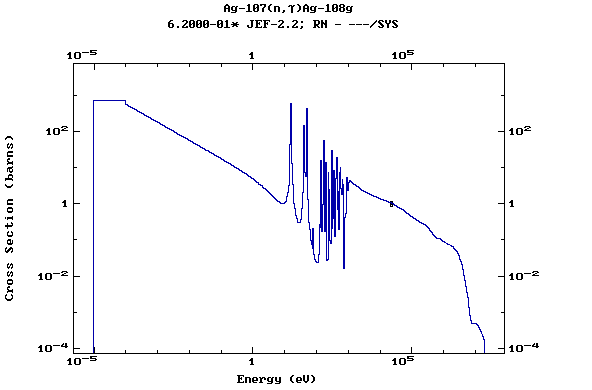 Ag-107(n,γ)Ag-108g
6.2000-01* JEF-2.2; RN - ---/SYS
10⁻⁵ 1 10⁵
10² 10²
1 1
10⁻² 10⁻²
10⁻⁴ 10⁻⁴
10⁻⁵ 1 10⁵
Cross Section (barns)
Energy (eV)